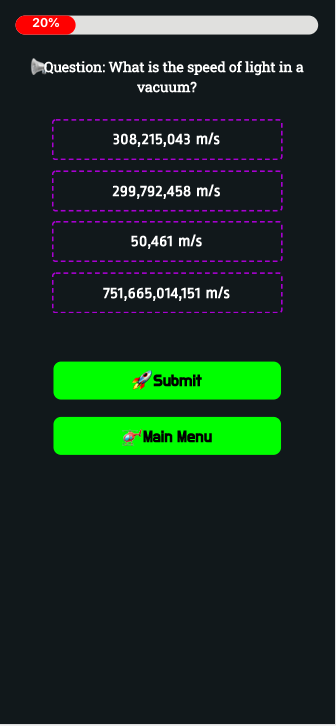 20%
Question: What is the speed of light in a
vacuum?
308,215,043 m/s
299,792,458 m/s
50,461 m/s
751,665,014,151 m/s
Submit
Main Menu